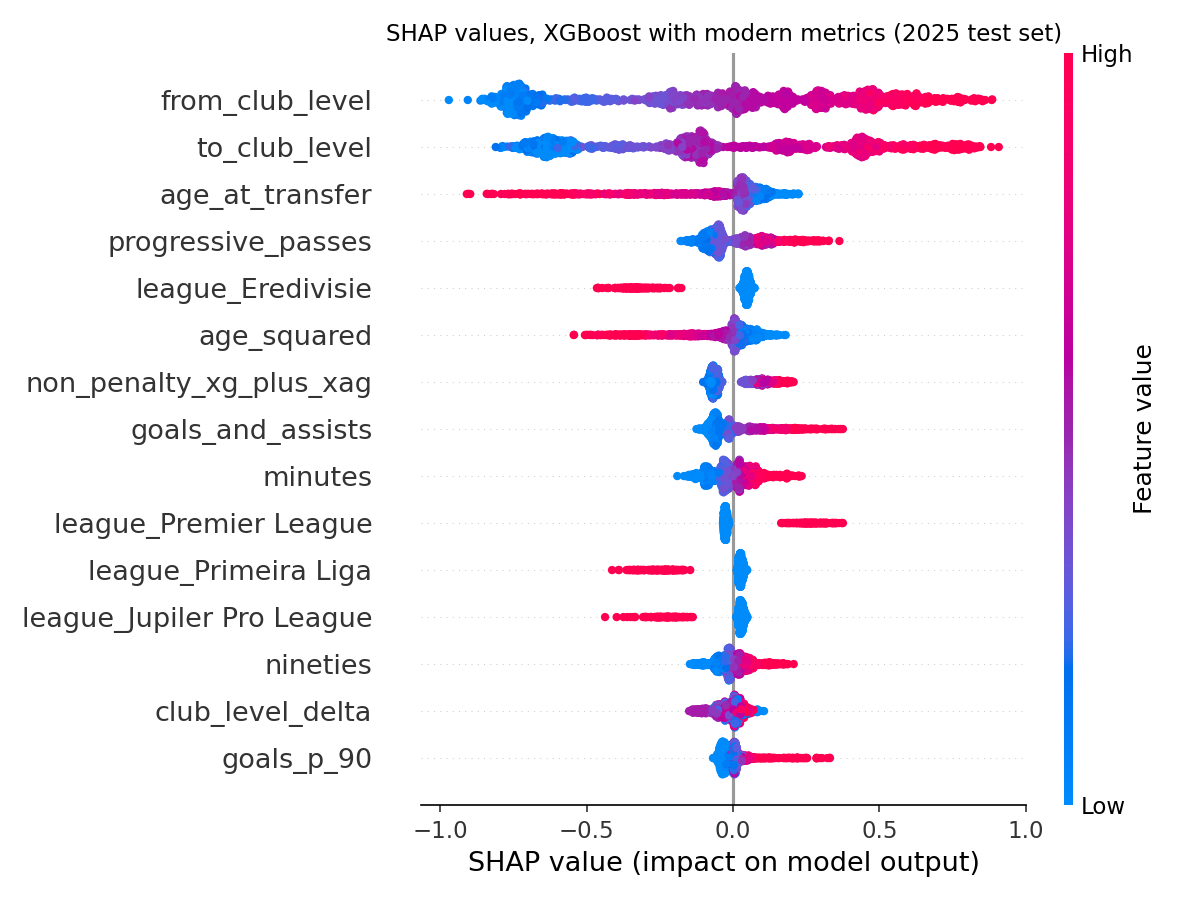 SHAP values, XGBoost with modern metrics (2025 test set)
High
from_club_level
to_club_level
age_at_transfer
progressive_passes
league_Eredivisie
age_squared
non_penalty_xg_plus_xag
goals_and_assists
minutes
league_Premier League
league_Primeira Liga
league_Jupiler Pro League
nineties
club_level_delta
goals_p_90
Feature value
Low
−1.0 −0.5 0.0 0.5 1.0
SHAP value (impact on model output)